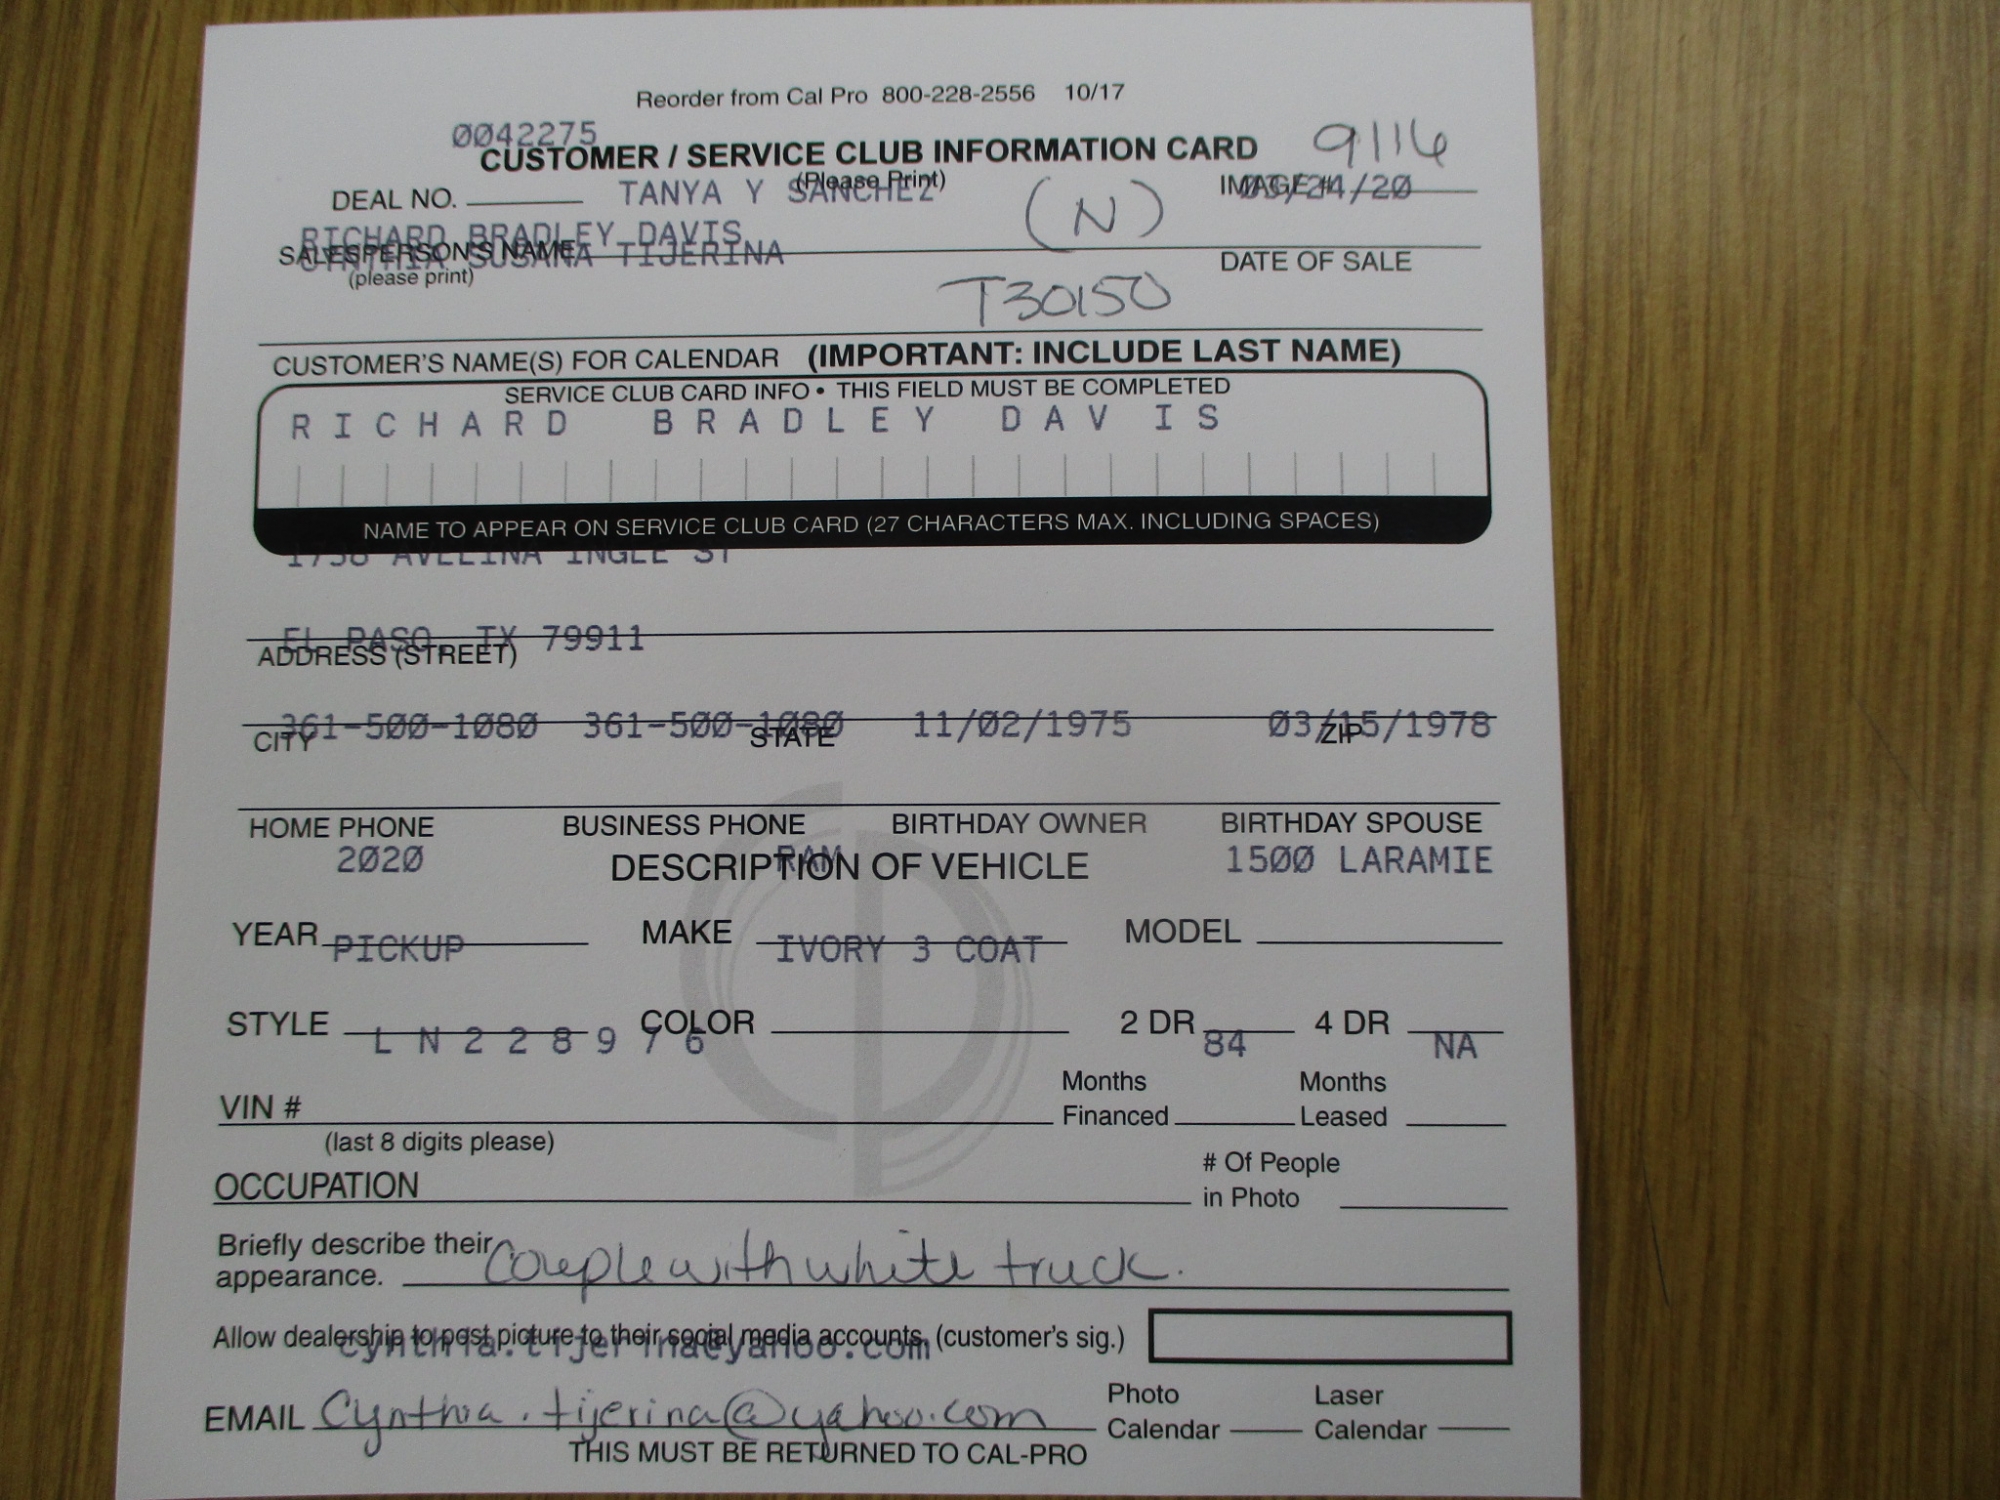 Reorder from Cal Pro 800-228-2556 10/17
0042275
CUSTOMER / SERVICE CLUB INFORMATION CARD 9116
(Please Print)
DEAL NO. TANYA Y SANCHEZ (N) IMAGE # /24/20
RICHARD BRADLEY DAVIS
SALESPERSON'S NAME CYNTHIA SUSANA TIJERINA DATE OF SALE
(please print)
T30150
CUSTOMER'S NAME(S) FOR CALENDAR (IMPORTANT: INCLUDE LAST NAME)
SERVICE CLUB CARD INFO • THIS FIELD MUST BE COMPLETED
RICHARD BRADLEY DAVIS
NAME TO APPEAR ON SERVICE CLUB CARD (27 CHARACTERS MAX. INCLUDING SPACES)
AVELINA INGLE ST
EL PASO, TX 79911
ADDRESS (STREET)
361-500-1080 361-500-1080 11/02/1975 03/15/1978
CITY STATE ZIP
HOME PHONE BUSINESS PHONE BIRTHDAY OWNER BIRTHDAY SPOUSE
2020 RAM 1500 LARAMIE
DESCRIPTION OF VEHICLE
YEAR MAKE MODEL
PICKUP IVORY 3 COAT
STYLE COLOR 2 DR 4 DR
LN228976 84 NA
VIN # Months Financed Months Leased
(last 8 digits please)
OCCUPATION # Of People in Photo
Briefly describe their appearance. Couple with white truck.
Allow dealership to post picture to their social media accounts. (customer's sig.)
cynthia.tijerina@yahoo.com
EMAIL Cynthia.tijerina@yahoo.com Photo Calendar Laser Calendar
THIS MUST BE RETURNED TO CAL-PRO